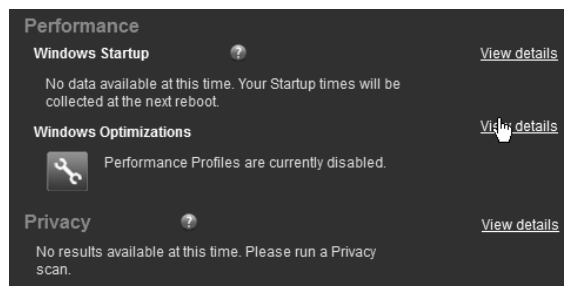 Performance
Windows Startup ? View details
No data available at this time. Your Startup times will be
collected at the next reboot.
Windows Optimizations View details
Performance Profiles are currently disabled.
Privacy ? View details
No results available at this time. Please run a Privacy
scan.